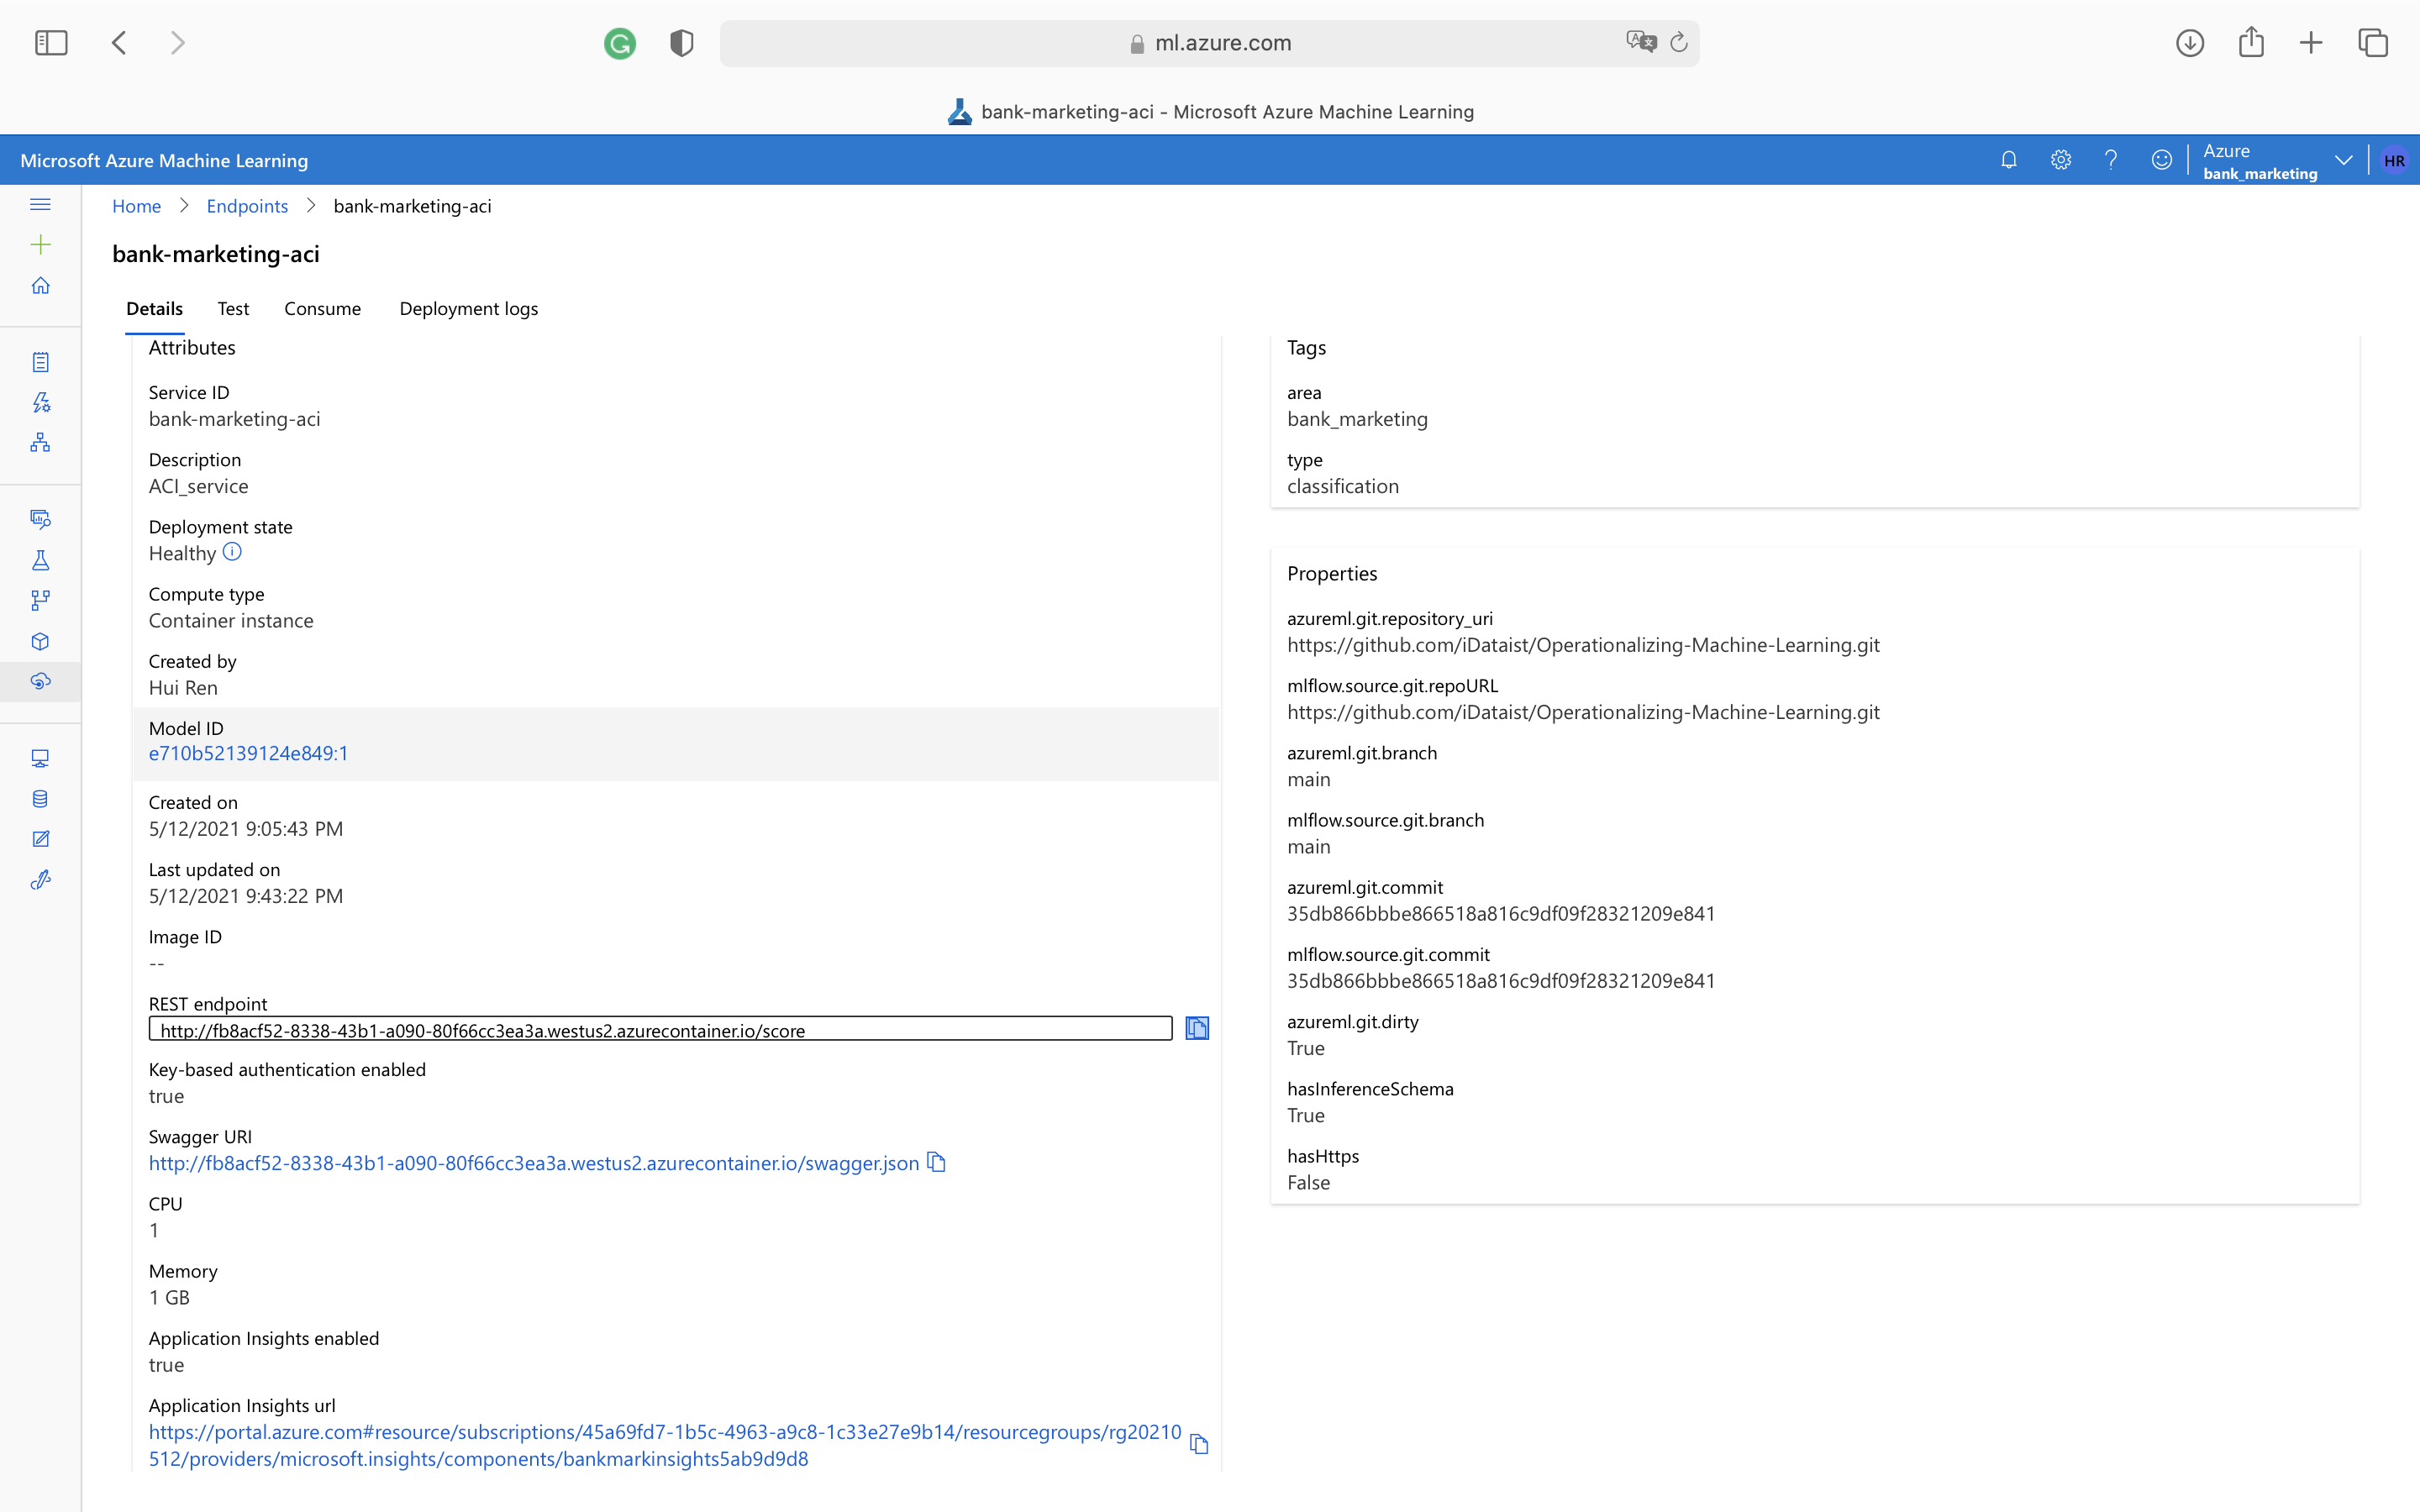 ml.azure.com
bank-marketing-aci - Microsoft Azure Machine Learning
Microsoft Azure Machine Learning
Azure
bank_marketing
HR
Home > Endpoints > bank-marketing-aci
bank-marketing-aci
Details Test Consume Deployment logs
Attributes
Service ID
bank-marketing-aci
Description
ACI_service
Deployment state
Healthy
Compute type
Container instance
Created by
Hui Ren
Model ID
e710b52139124e849:1
Created on
5/12/2021 9:05:43 PM
Last updated on
5/12/2021 9:43:22 PM
Image ID
--
REST endpoint
http://fb8acf52-8338-43b1-a090-80f66cc3ea3a.westus2.azurecontainer.io/score
Key-based authentication enabled
true
Swagger URI
http://fb8acf52-8338-43b1-a090-80f66cc3ea3a.westus2.azurecontainer.io/swagger.json
CPU
1
Memory
1 GB
Application Insights enabled
true
Application Insights url
https://portal.azure.com#resource/subscriptions/45a69fd7-1b5c-4963-a9c8-1c33e27e9b14/resourcegroups/rg20210
512/providers/microsoft.insights/components/bankmarkinsights5ab9d9d8
Tags
area
bank_marketing
type
classification
Properties
azureml.git.repository_uri
https://github.com/iDataist/Operationalizing-Machine-Learning.git
mlflow.source.git.repoURL
https://github.com/iDataist/Operationalizing-Machine-Learning.git
azureml.git.branch
main
mlflow.source.git.branch
main
azureml.git.commit
35db866bbbe866518a816c9df09f28321209e841
mlflow.source.git.commit
35db866bbbe866518a816c9df09f28321209e841
azureml.git.dirty
True
hasInferenceSchema
True
hasHttps
False